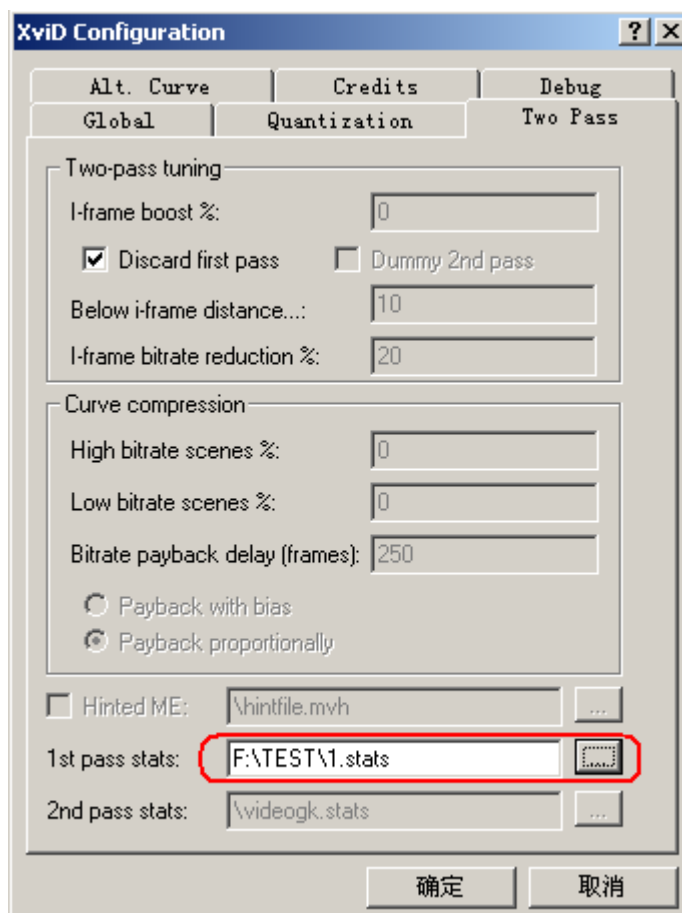 XviD Configuration
Alt. Curve Credits Debug
Global Quantization Two Pass
Two-pass tuning
I-frame boost %: 0
Discard first pass Dummy 2nd pass
Below i-frame distance...: 10
I-frame bitrate reduction %: 20
Curve compression
High bitrate scenes %: 0
Low bitrate scenes %: 0
Bitrate payback delay (frames): 250
Payback with bias
Payback proportionally
Hinted ME: \hintfile.mvh ...
1st pass stats: F:\TEST\1.stats ...
2nd pass stats: \videogk.stats ...
确定 取消